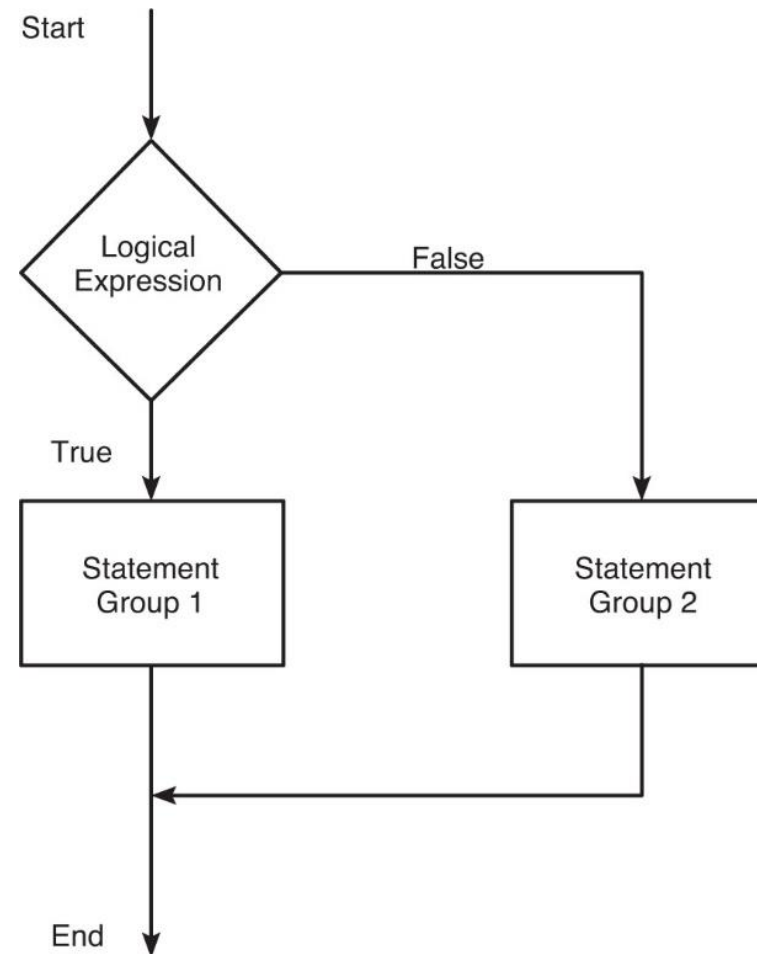 Start
Logical
Expression
False
True
Statement
Group 1
Statement
Group 2
End